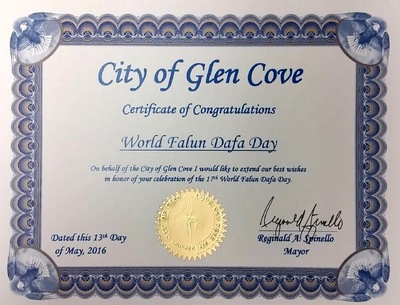 City of Glen Cove
Certificate of Congratulations
World Falun Dafa Day
On behalf of the City of Glen Cove I would like to extend our best wishes
in honor of your celebration of the 17th World Falun Dafa Day.
Dated this 13th Day
of May, 2016
Reginald A. Spinello
Reginald A. Spinello
Mayor